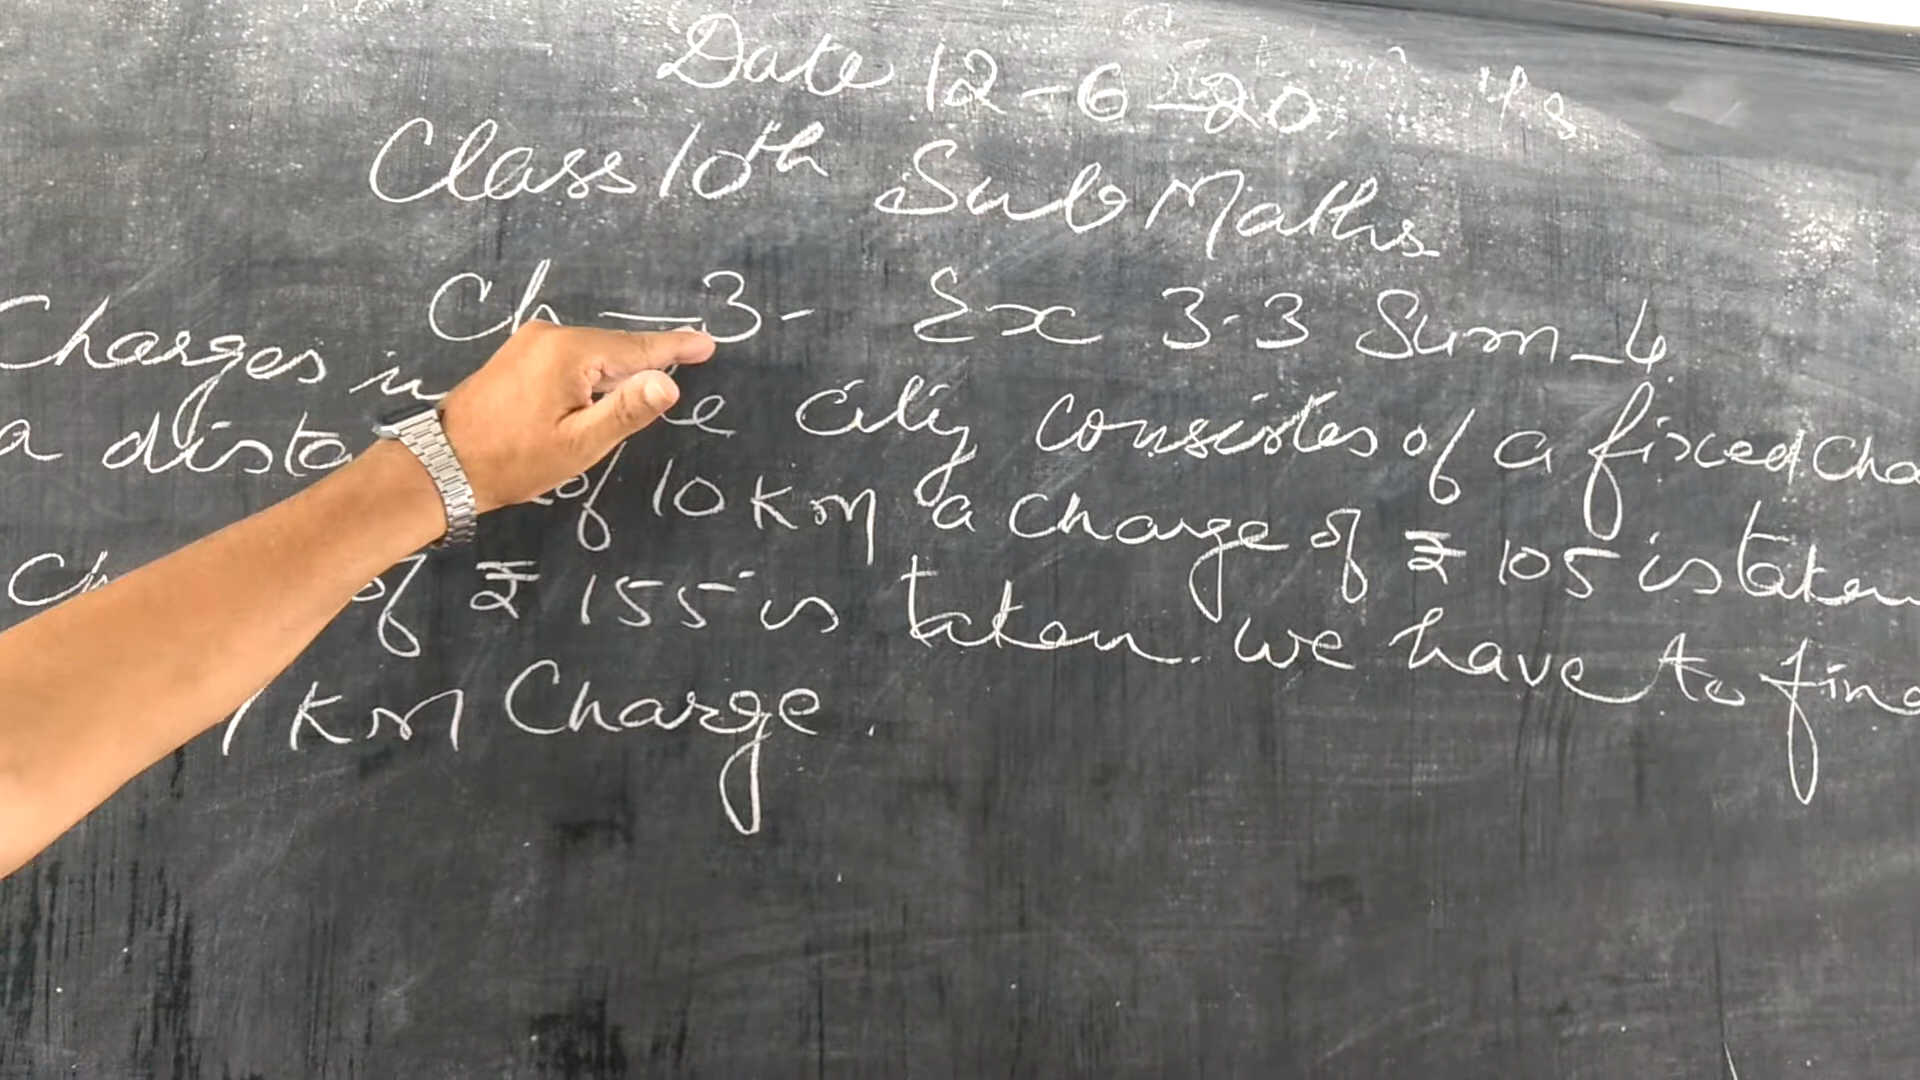 Date 12-6-20
Class 10th Sub Maths
Ch-3- Ex 3.3 Sum-4
Charges in city consistes of a fixed Cha
a dista of 10 KM a Charge of ₹ 105 is taken
Ch of ₹ 155 is taken. we have to find
1 KM Charge.